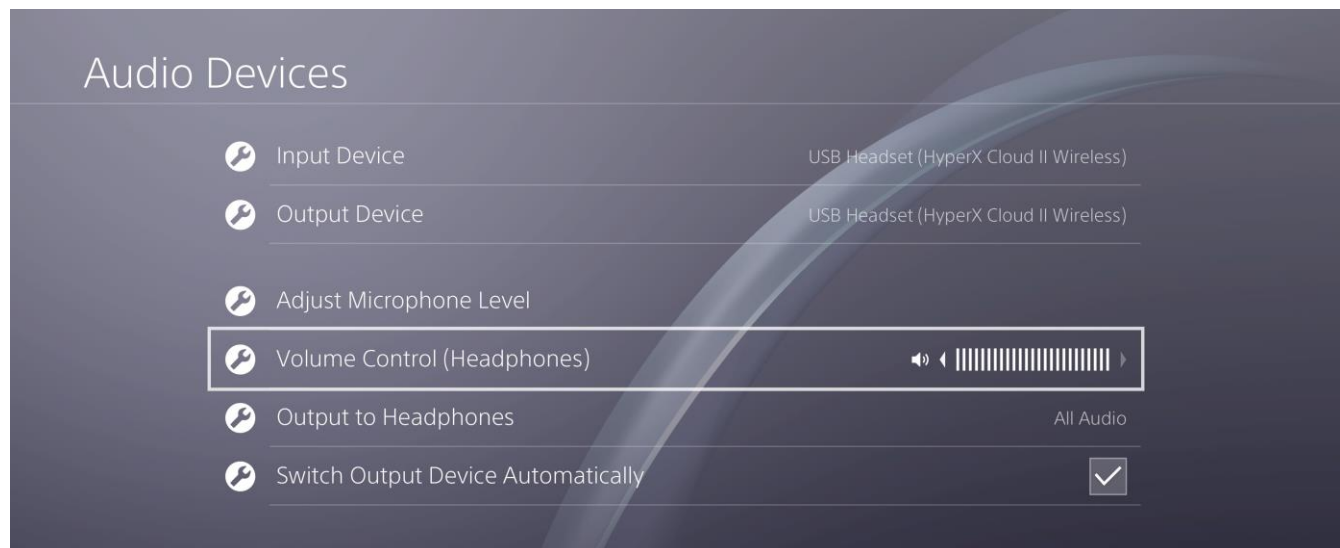 Audio Devices
Input Device USB Headset (HyperX Cloud II Wireless)
Output Device USB Headset (HyperX Cloud II Wireless)
Adjust Microphone Level
Volume Control (Headphones)
Output to Headphones All Audio
Switch Output Device Automatically